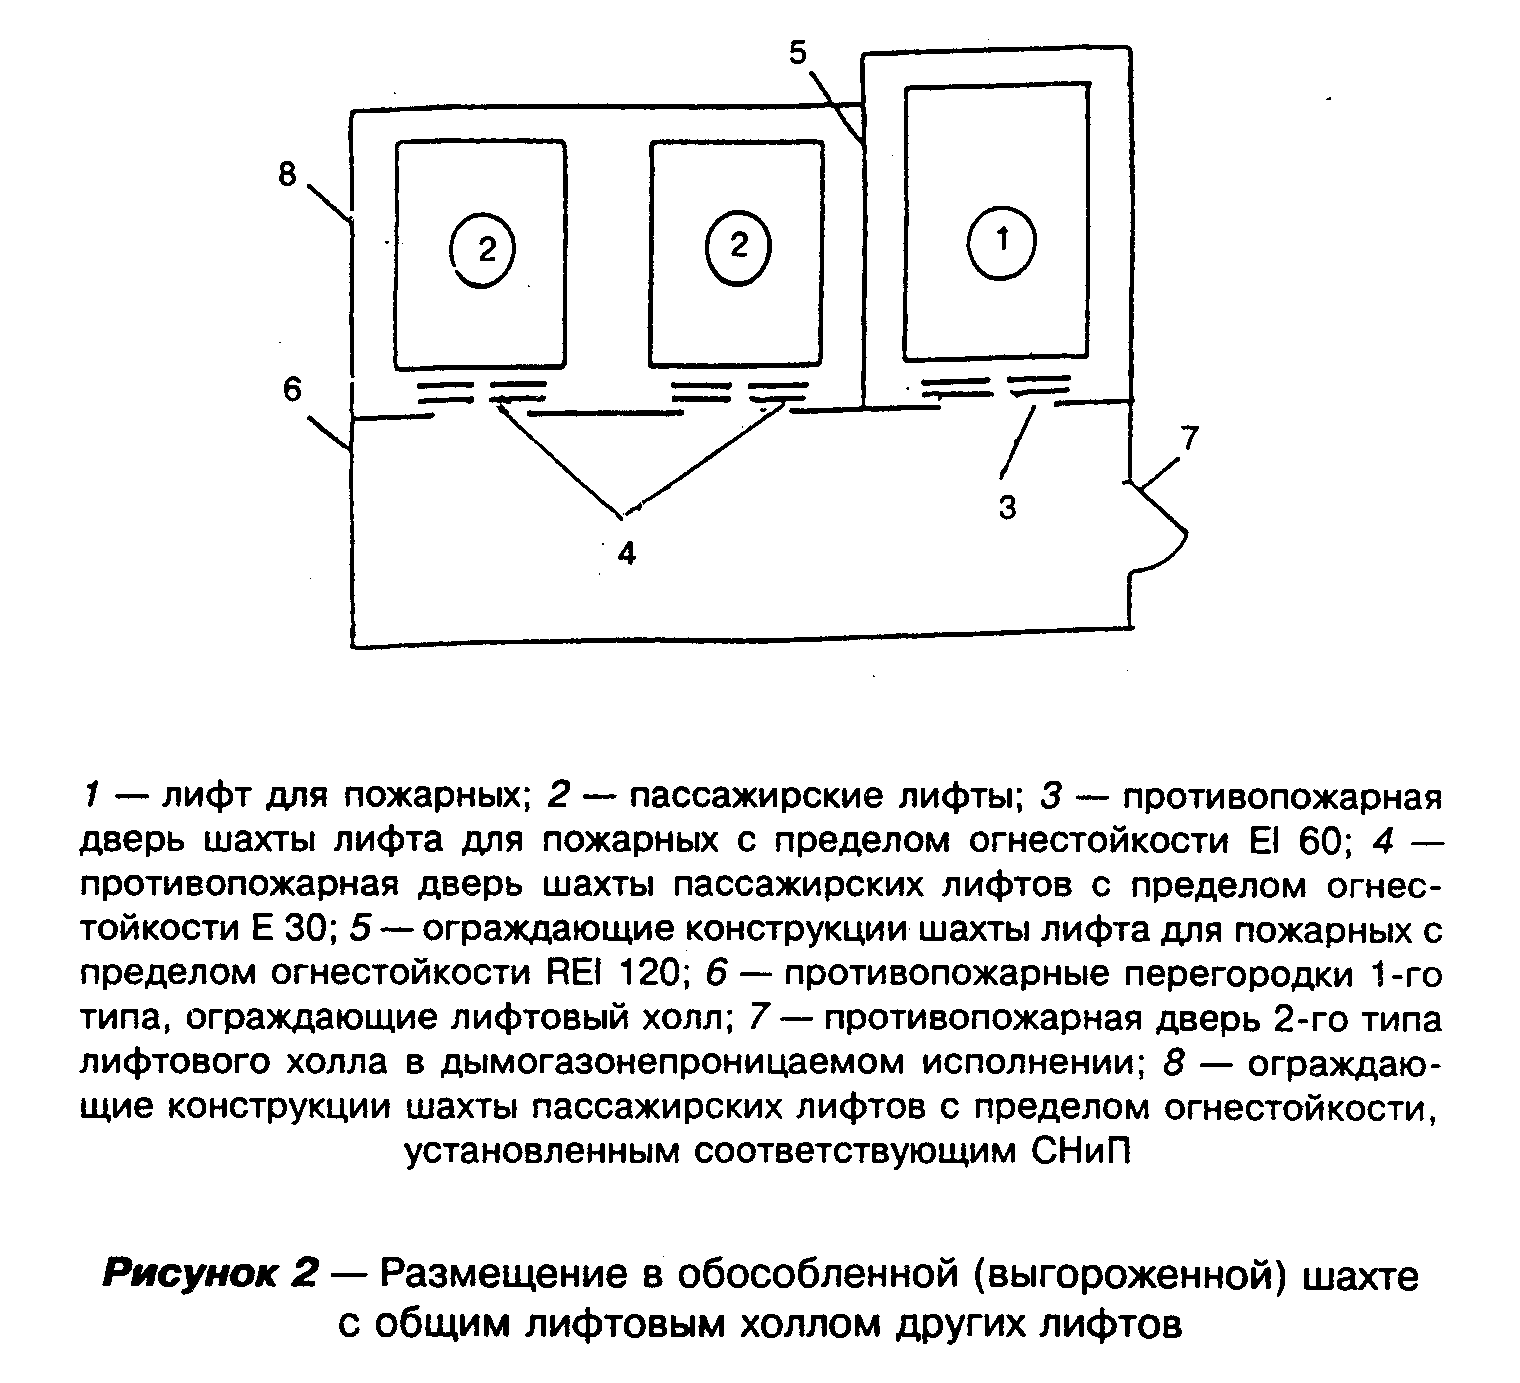 5
8
2
2
1
6
7
3
4
1 — лифт для пожарных; 2 — пассажирские лифты; 3 — противопожарная
дверь шахты лифта для пожарных с пределом огнестойкости EI 60; 4 —
противопожарная дверь шахты пассажирских лифтов с пределом огнес-
тойкости E 30; 5 — ограждающие конструкции шахты лифта для пожарных с
пределом огнестойкости REI 120; 6 — противопожарные перегородки 1-го
типа, ограждающие лифтовый холл; 7 — противопожарная дверь 2-го типа
лифтового холла в дымогазонепроницаемом исполнении; 8 — ограждаю-
щие конструкции шахты пассажирских лифтов с пределом огнестойкости,
установленным соответствующим СНиП
Рисунок 2 — Размещение в обособленной (выгороженной) шахте
с общим лифтовым холлом других лифтов